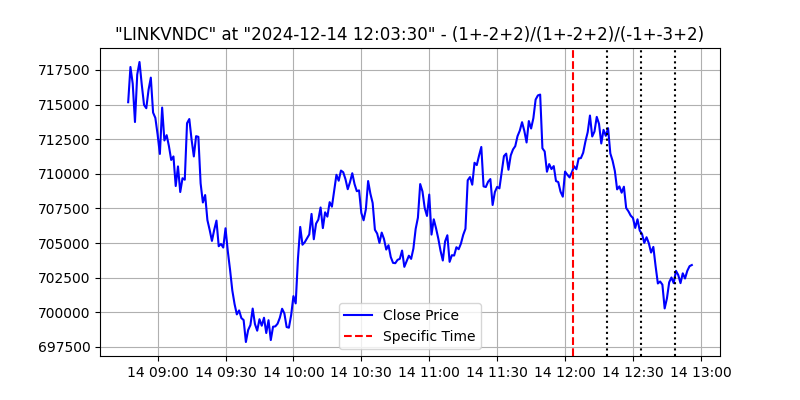 "LINKVNDC" at "2024-12-14 12:03:30" - (1+-2+2)/(1+-2+2)/(-1+-3+2)
717500
715000
712500
710000
707500
705000
702500
700000
697500
Close Price
Specific Time
14 09:00 14 09:30 14 10:00 14 10:30 14 11:00 14 11:30 14 12:00 14 12:30 14 13:00